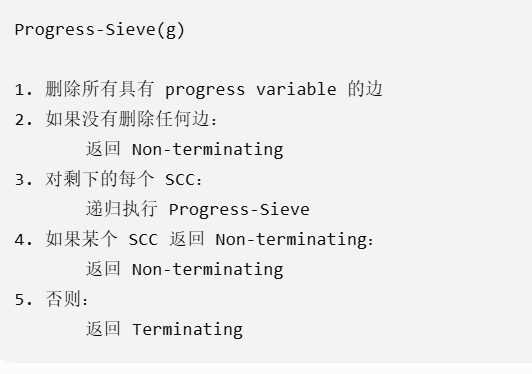 Progress-Sieve(g)
1. 删除所有具有 progress variable 的边
2. 如果没有删除任何边:
返回 Non-terminating
3. 对剩下的每个 SCC:
递归执行 Progress-Sieve
4. 如果某个 SCC 返回 Non-terminating:
返回 Non-terminating
5. 否则:
返回 Terminating